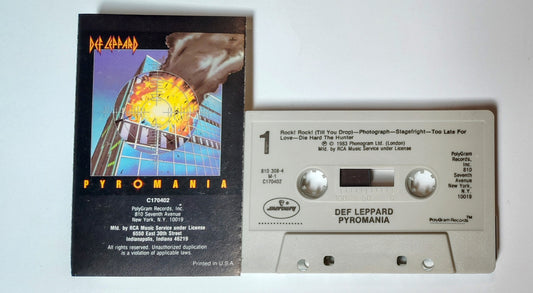 DEF LEPPARD
PYROMANIA
C170402
PolyGram Records, Inc.
810 Seventh Avenue
New York, N.Y. 10019
Mfd. by RCA Music Service under License
6550 East 30th Street
Indianapolis, Indiana 46219
All rights reserved. Unauthorized duplication
is a violation of applicable laws.
Printed in U.S.A.
1
Rock! Rock! (Till You Drop)—Photograph—Stagefright—Too Late For
Love—Die Hard The Hunter
℗ © 1983 Phonogram Ltd. (London)
Mfd. by RCA Music Service under License
810 308-4
M-1
C170402
PolyGram
Records,
Inc.
810
Seventh
Avenue
New York, N.Y.
10019
mercury
DEF LEPPARD
PYROMANIA
PolyGram Records™